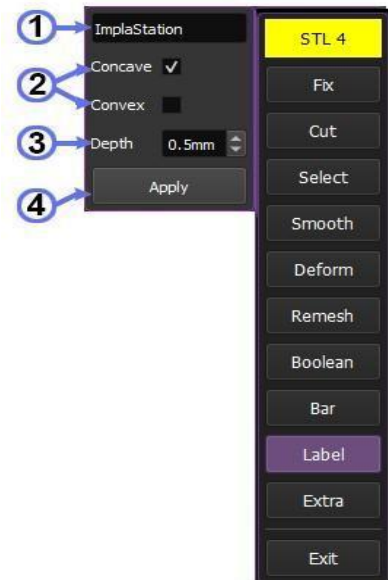 1 ImplaStation
2 Concave
Convex
3 Depth 0.5mm
4 Apply
STL 4
Fix
Cut
Select
Smooth
Deform
Remesh
Boolean
Bar
Label
Extra
Exit